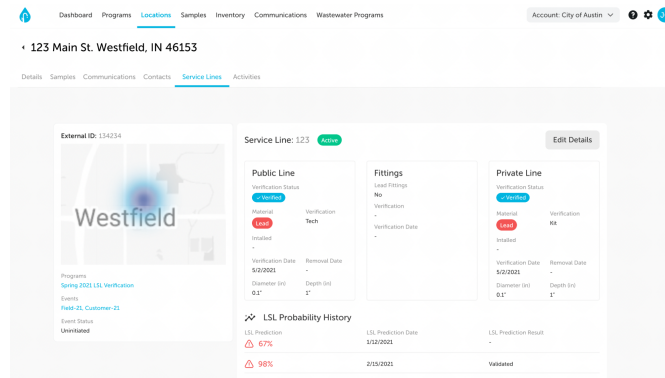 Dashboard Programs Locations Samples Inventory Communications Wastewater Programs Account: City of Austin
123 Main St. Westfield, IN 46153
Details Samples Communications Contacts Service Lines Activities
External ID: 134234
Westfield
Programs
Spring 2021 LSL Verification
Events
Field-21, Customer-21
Event Status
Uninitiated
Service Line: 123 Active Edit Details
Public Line
Verification Status
✓ Verified
Material Verification
Lead Tech
Intalled
-
Verification Date Removal Date
5/2/2021 -
Diameter (in) Depth (in)
0.1" 1"
Fittings
Lead Fittings
No
Verification
-
Verification Date
-
Private Line
Verification Status
✓ Verified
Material Verification
Lead Kit
Intalled
-
Verification Date Removal Date
5/2/2021 -
Diameter (in) Depth (in)
0.1" 1"
LSL Probability History
LSL Prediction LSL Prediction Date LSL Prediction Result
67% 1/12/2021 -
98% 2/15/2021 Validated